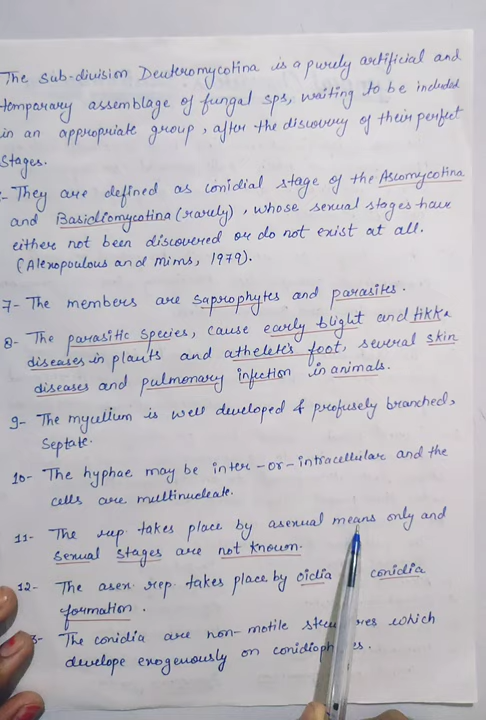 The sub-division Deuteromycotina is a purely artificial and
temporary assemblage of fungal sps, waiting to be included
in an appropriate group, after the discovery of their perfect
stages.
- They are defined as conidial stage of the Ascomycotina
and Basidiomycotina (rarely), whose sexual stages have
either not been discovered or do not exist at all.
(Alexopoulous and Mims, 1979).
7- The members are saprophytes and parasites.
8- The parasitic species, cause early blight and tikka
diseases in plants and athelete's foot, several skin
diseases and pulmonary infection in animals.
9- The mycelium is well developed & profusely branched,
septate.
10- The hyphae may be inter-or-intracellular and the
cells are multinucleate.
11- The rep. takes place by asexual means only and
sexual stages are not known.
12- The asex. rep. takes place by oidia conidia
formation.
3- The conidia are non-motile which
develope exogenously on